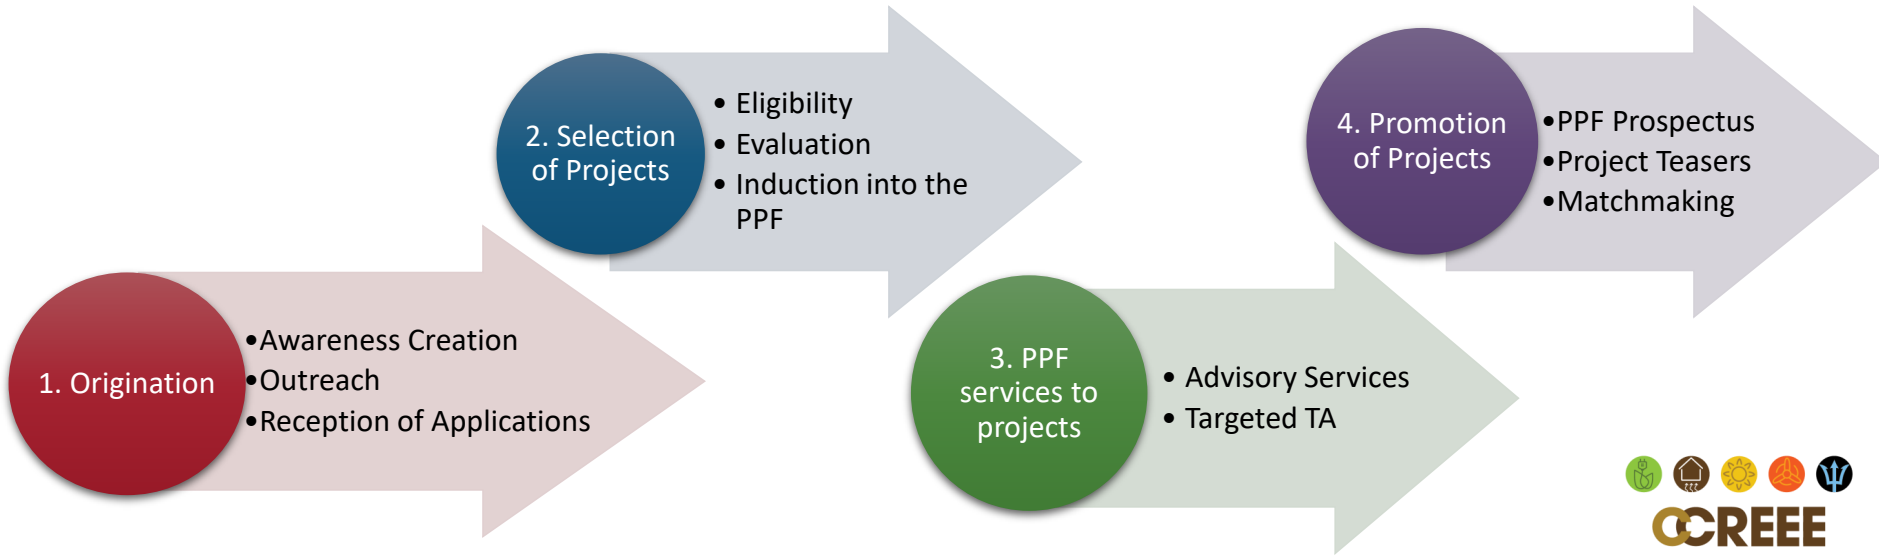 1. Origination
•Awareness Creation
•Outreach
•Reception of Applications
2. Selection
of Projects
• Eligibility
• Evaluation
• Induction into the
PPF
3. PPF
services to
projects
• Advisory Services
• Targeted TA
4. Promotion
of Projects
•PPF Prospectus
•Project Teasers
•Matchmaking
CCREEE